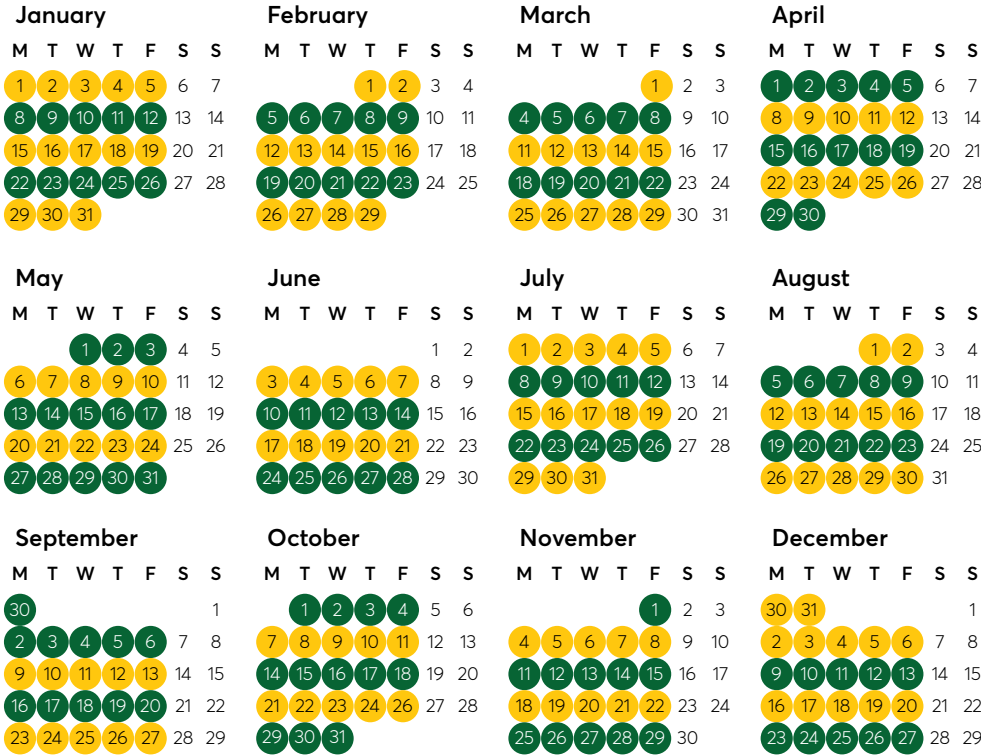 January
M T W T F S S
1 2 3 4 5 6 7
8 9 10 11 12 13 14
15 16 17 18 19 20 21
22 23 24 25 26 27 28
29 30 31
February
M T W T F S S
1 2 3 4
5 6 7 8 9 10 11
12 13 14 15 16 17 18
19 20 21 22 23 24 25
26 27 28 29
March
M T W T F S S
1 2 3
4 5 6 7 8 9 10
11 12 13 14 15 16 17
18 19 20 21 22 23 24
25 26 27 28 29 30 31
April
M T W T F S S
1 2 3 4 5 6 7
8 9 10 11 12 13 14
15 16 17 18 19 20 21
22 23 24 25 26 27 28
29 30
May
M T W T F S S
1 2 3 4 5
6 7 8 9 10 11 12
13 14 15 16 17 18 19
20 21 22 23 24 25 26
27 28 29 30 31
June
M T W T F S S
1 2
3 4 5 6 7 8 9
10 11 12 13 14 15 16
17 18 19 20 21 22 23
24 25 26 27 28 29 30
July
M T W T F S S
1 2 3 4 5 6 7
8 9 10 11 12 13 14
15 16 17 18 19 20 21
22 23 24 25 26 27 28
29 30 31
August
M T W T F S S
1 2 3 4
5 6 7 8 9 10 11
12 13 14 15 16 17 18
19 20 21 22 23 24 25
26 27 28 29 30 31
September
M T W T F S S
30 1
2 3 4 5 6 7 8
9 10 11 12 13 14 15
16 17 18 19 20 21 22
23 24 25 26 27 28 29
October
M T W T F S S
1 2 3 4 5 6
7 8 9 10 11 12 13
14 15 16 17 18 19 20
21 22 23 24 26 27 28
29 30 31
November
M T W T F S S
1 2 3
4 5 6 7 8 9 10
11 12 13 14 15 16 17
18 19 20 21 22 23 24
25 26 27 28 29 30
December
M T W T F S S
30 31 1
2 3 4 5 6 7 8
9 10 11 12 13 14 15
16 17 18 19 20 21 22
23 24 25 26 27 28 29